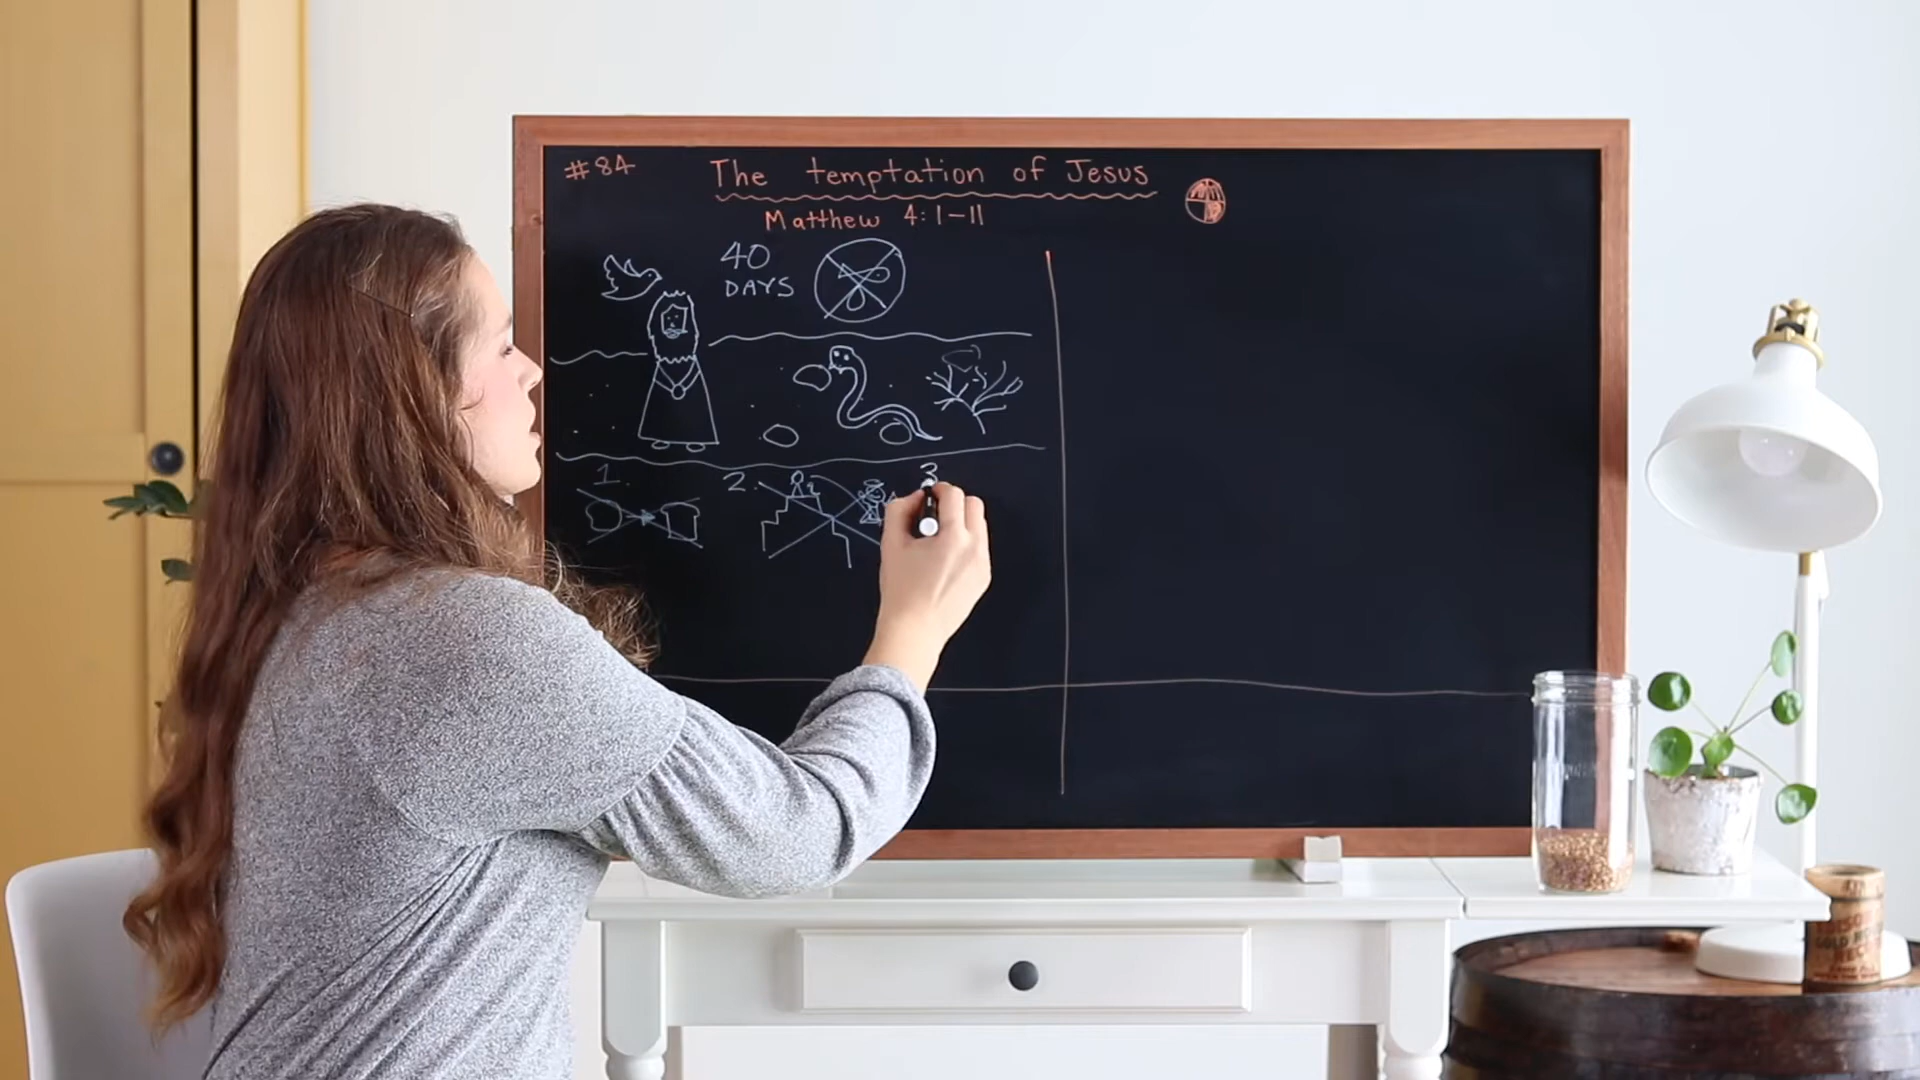 #84
The temptation of Jesus
Matthew 4:1-11
40
DAYS
1.
2.
3